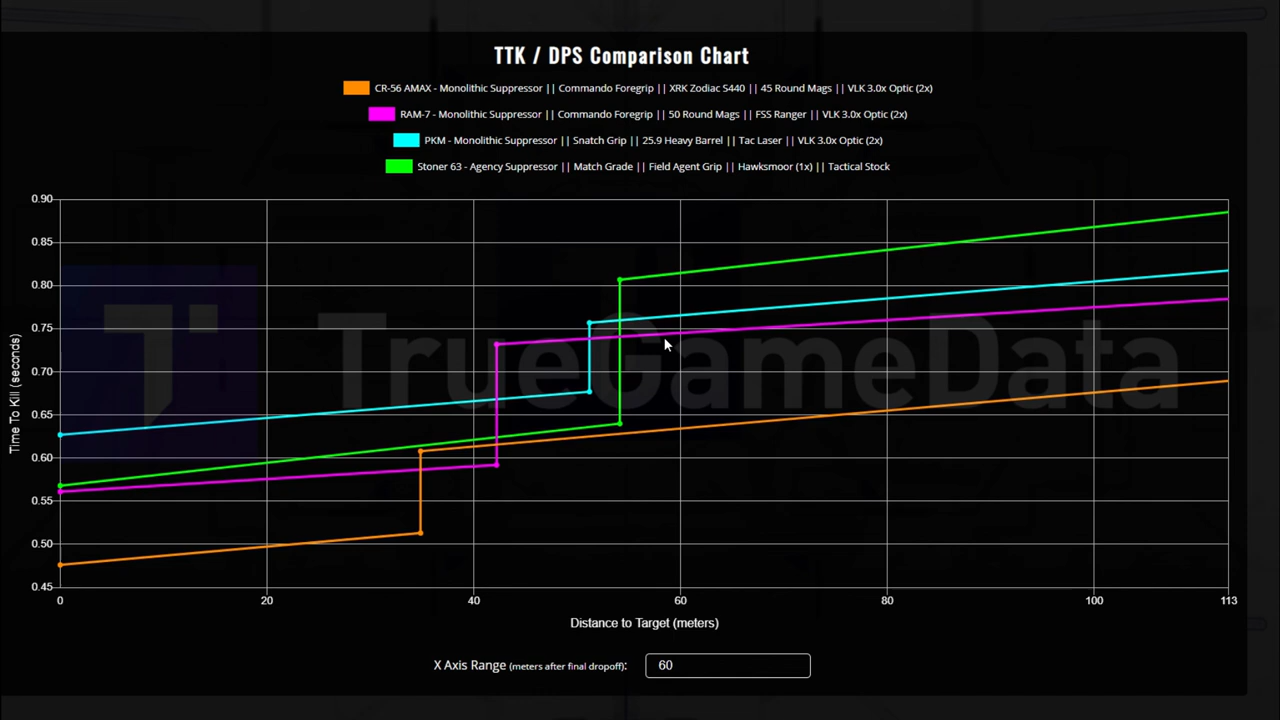 TTK / DPS Comparison Chart
CR-56 AMAX - Monolithic Suppressor || Commando Foregrip || XRK Zodiac S440 || 45 Round Mags || VLK 3.0x Optic (2x)
RAM-7 - Monolithic Suppressor || Commando Foregrip || 50 Round Mags || FSS Ranger || VLK 3.0x Optic (2x)
PKM - Monolithic Suppressor || Snatch Grip || 25.9 Heavy Barrel || Tac Laser || VLK 3.0x Optic (2x)
Stoner 63 - Agency Suppressor || Match Grade || Field Agent Grip || Hawksmoor (1x) || Tactical Stock
0.90
0.85
0.80
0.75
0.70
0.65
0.60
0.55
0.50
0.45
Time To Kill (seconds)
TrueGameData
0 20 40 60 80 100 113
Distance to Target (meters)
X Axis Range (meters after final dropoff): 60